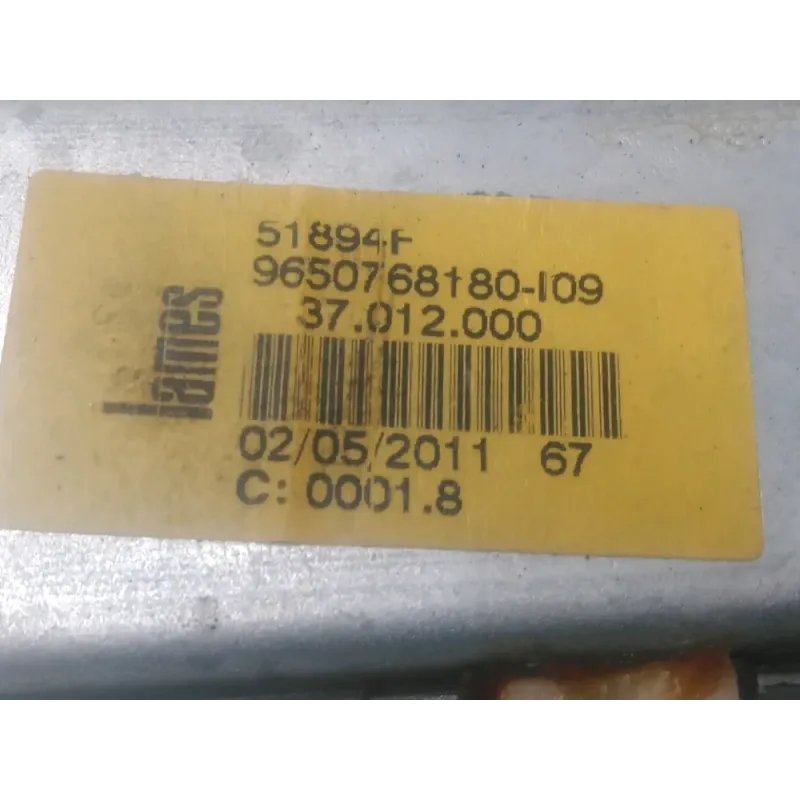 51894F
9650768180-I09
37.012.000
lames
02/05/2011 67
C: 0001.8